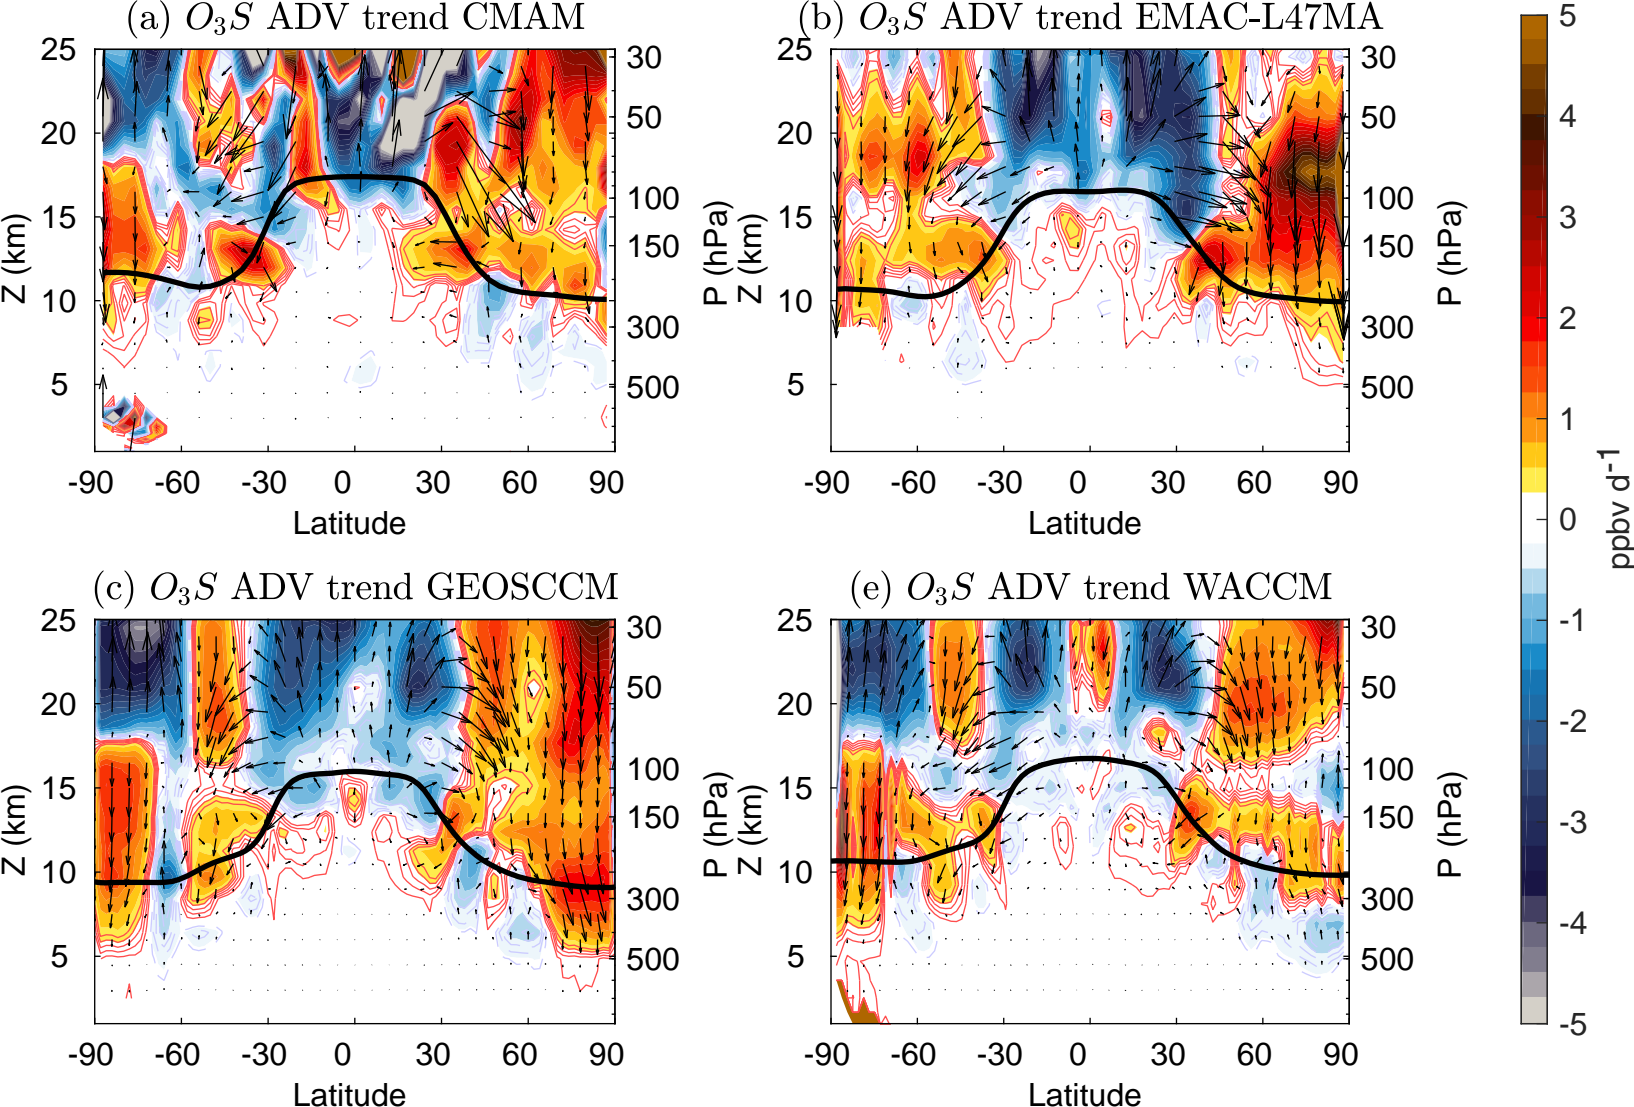 (a) O₃S ADV trend CMAM
25
20
15
10
5
Z (km)
30
50
100
150
300
500
P (hPa)
-90 -60 -30 0 30 60 90
Latitude
(b) O₃S ADV trend EMAC-L47MA
25
20
15
10
5
Z (km)
30
50
100
150
300
500
P (hPa)
-90 -60 -30 0 30 60 90
Latitude
(c) O₃S ADV trend GEOSCCM
25
20
15
10
5
Z (km)
30
50
100
150
300
500
P (hPa)
-90 -60 -30 0 30 60 90
Latitude
(e) O₃S ADV trend WACCM
25
20
15
10
5
Z (km)
30
50
100
150
300
500
P (hPa)
-90 -60 -30 0 30 60 90
Latitude
5
4
3
2
1
0
-1
-2
-3
-4
-5
ppbv d-1